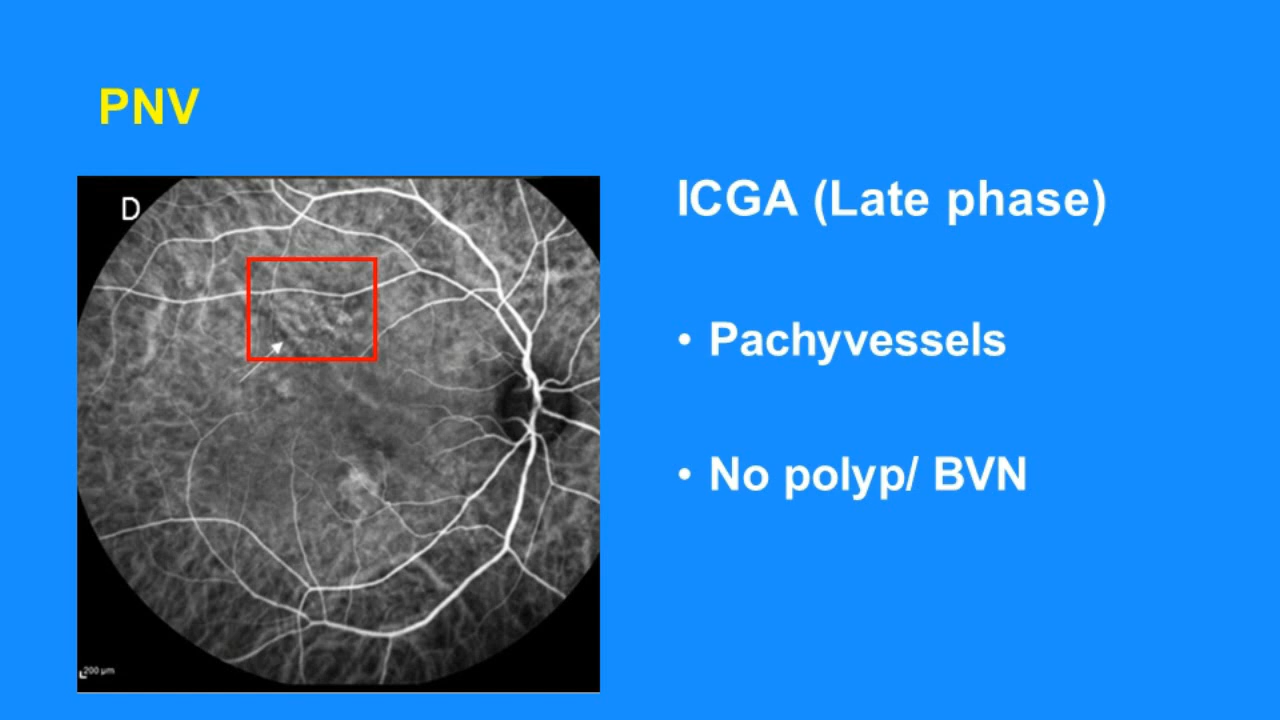 PNV
D
ICGA (Late phase)
• Pachyvessels
• No polyp/ BVN
200 µm